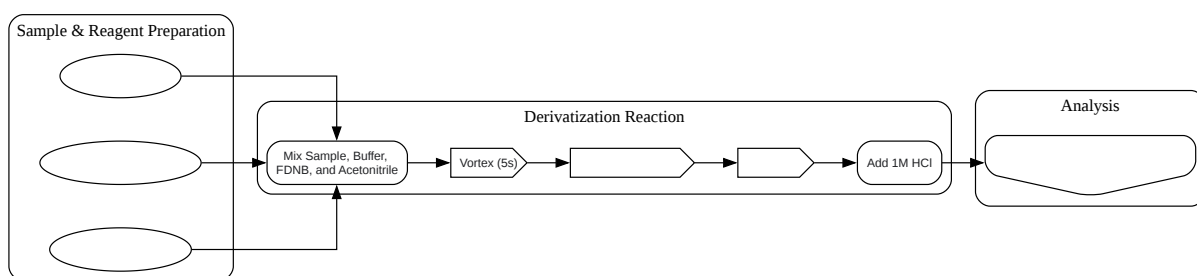 Sample & Reagent Preparation
Derivatization Reaction
Analysis
Mix Sample, Buffer,
FDNB, and Acetonitrile
Vortex (5s)
Add 1M HCl